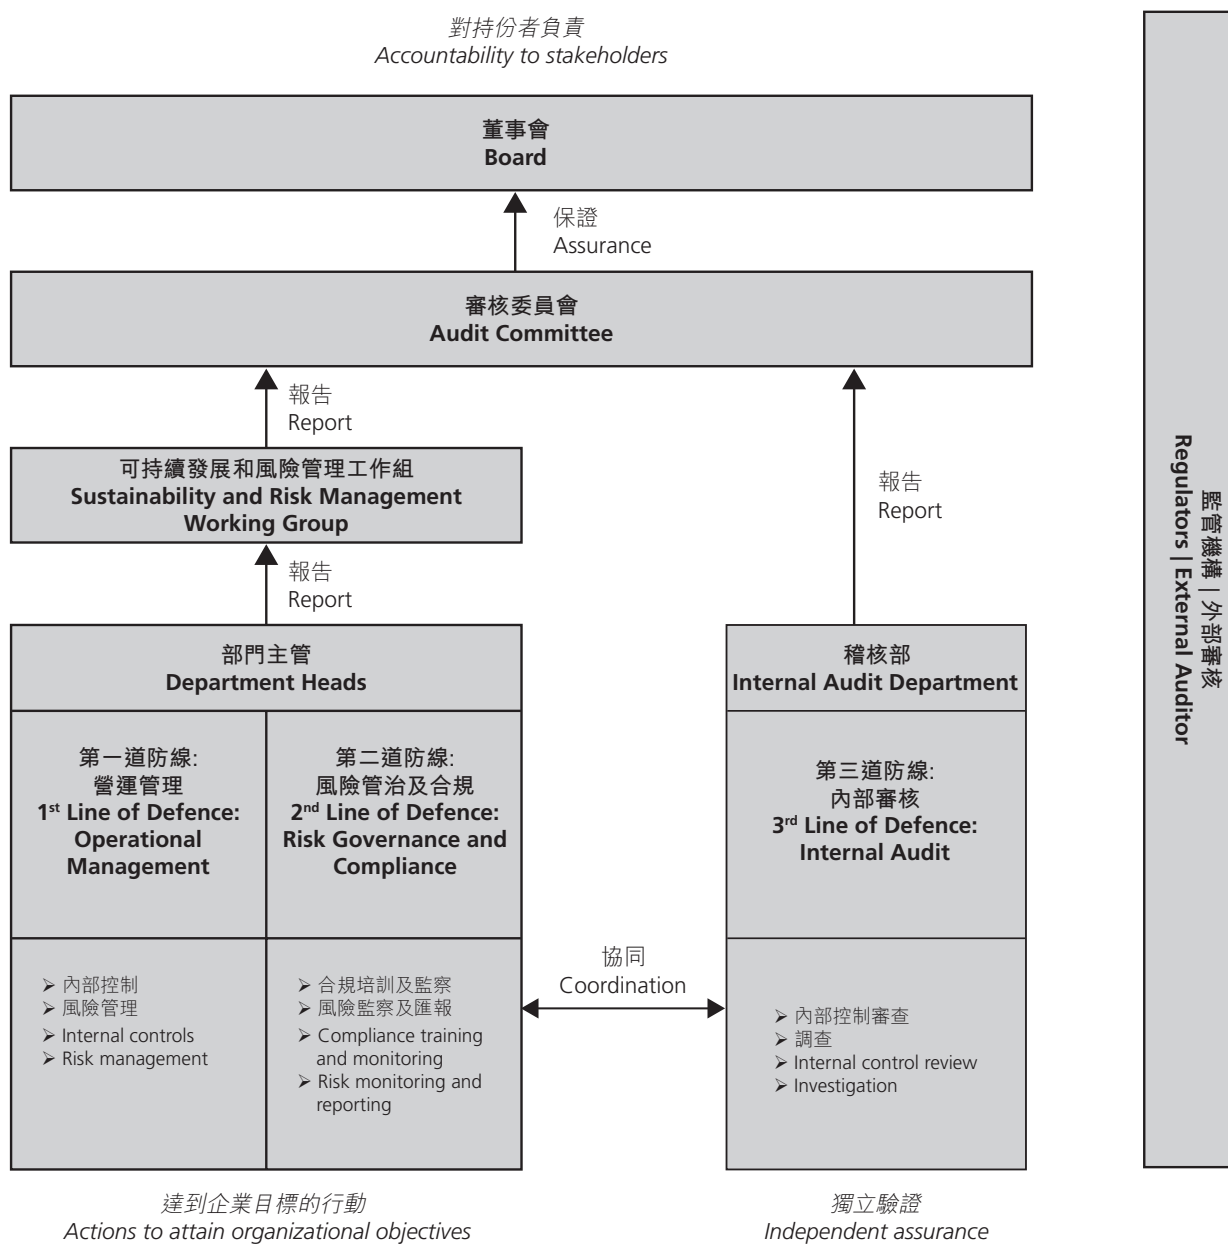 對持份者負責
Accountability to stakeholders
董事會
Board
保證
Assurance
審核委員會
Audit Committee
報告
Report
可持續發展和風險管理工作組
Sustainability and Risk Management
Working Group
報告
Report
報告
Report
部門主管
Department Heads
稽核部
Internal Audit Department
第一道防線:
營運管理
1st Line of Defence:
Operational
Management
第二道防線:
風險管治及合規
2nd Line of Defence:
Risk Governance and
Compliance
第三道防線:
內部審核
3rd Line of Defence:
Internal Audit
➢ 內部控制
➢ 風險管理
➢ Internal controls
➢ Risk management
➢ 合規培訓及監察
➢ 風險監察及匯報
➢ Compliance training
and monitoring
➢ Risk monitoring and
reporting
協同
Coordination
➢ 內部控制審查
➢ 調查
➢ Internal control review
➢ Investigation
達到企業目標的行動
Actions to attain organizational objectives
獨立驗證
Independent assurance
監管機構 | 外部審核
Regulators | External Auditor